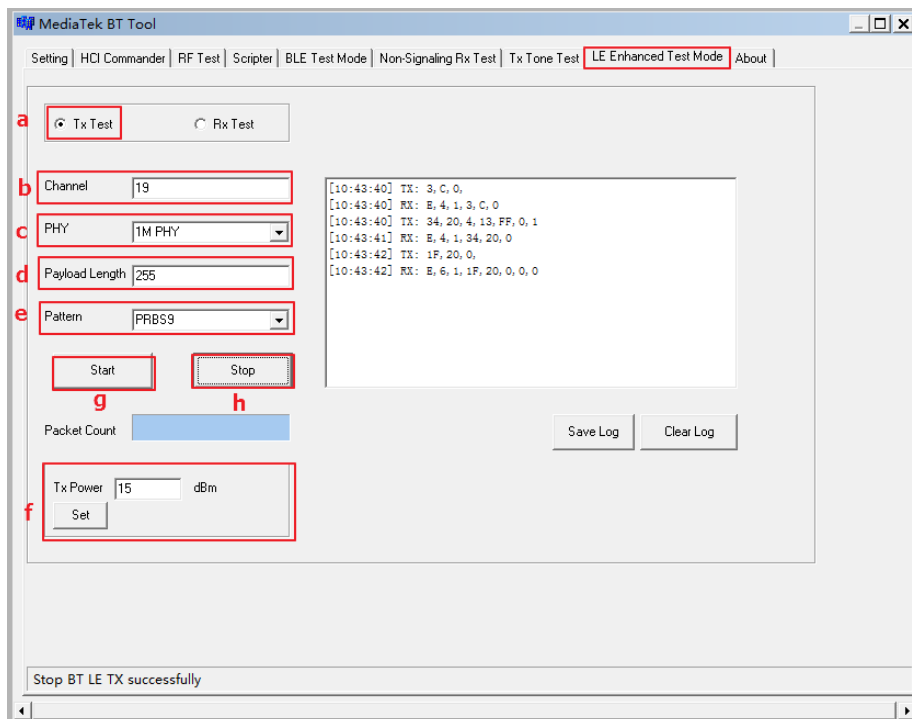 MediaTek BT Tool
Setting HCI Commander RF Test Scripter BLE Test Mode Non-Signaling Rx Test Tx Tone Test LE Enhanced Test Mode About
a Tx Test Rx Test
b Channel 19
c PHY 1M PHY
d Payload Length 255
e Pattern PRBS9
Start Stop
g h
Packet Count
f Tx Power 15 dBm
Set
[10:43:40] TX: 3, C, 0,
[10:43:40] RX: E, 4, 1, 3, C, 0
[10:43:40] TX: 34, 20, 4, 13, FF, 0, 1
[10:43:41] RX: E, 4, 1, 34, 20, 0
[10:43:42] TX: 1F, 20, 0,
[10:43:42] RX: E, 6, 1, 1F, 20, 0, 0, 0
Save Log Clear Log
Stop BT LE TX successfully